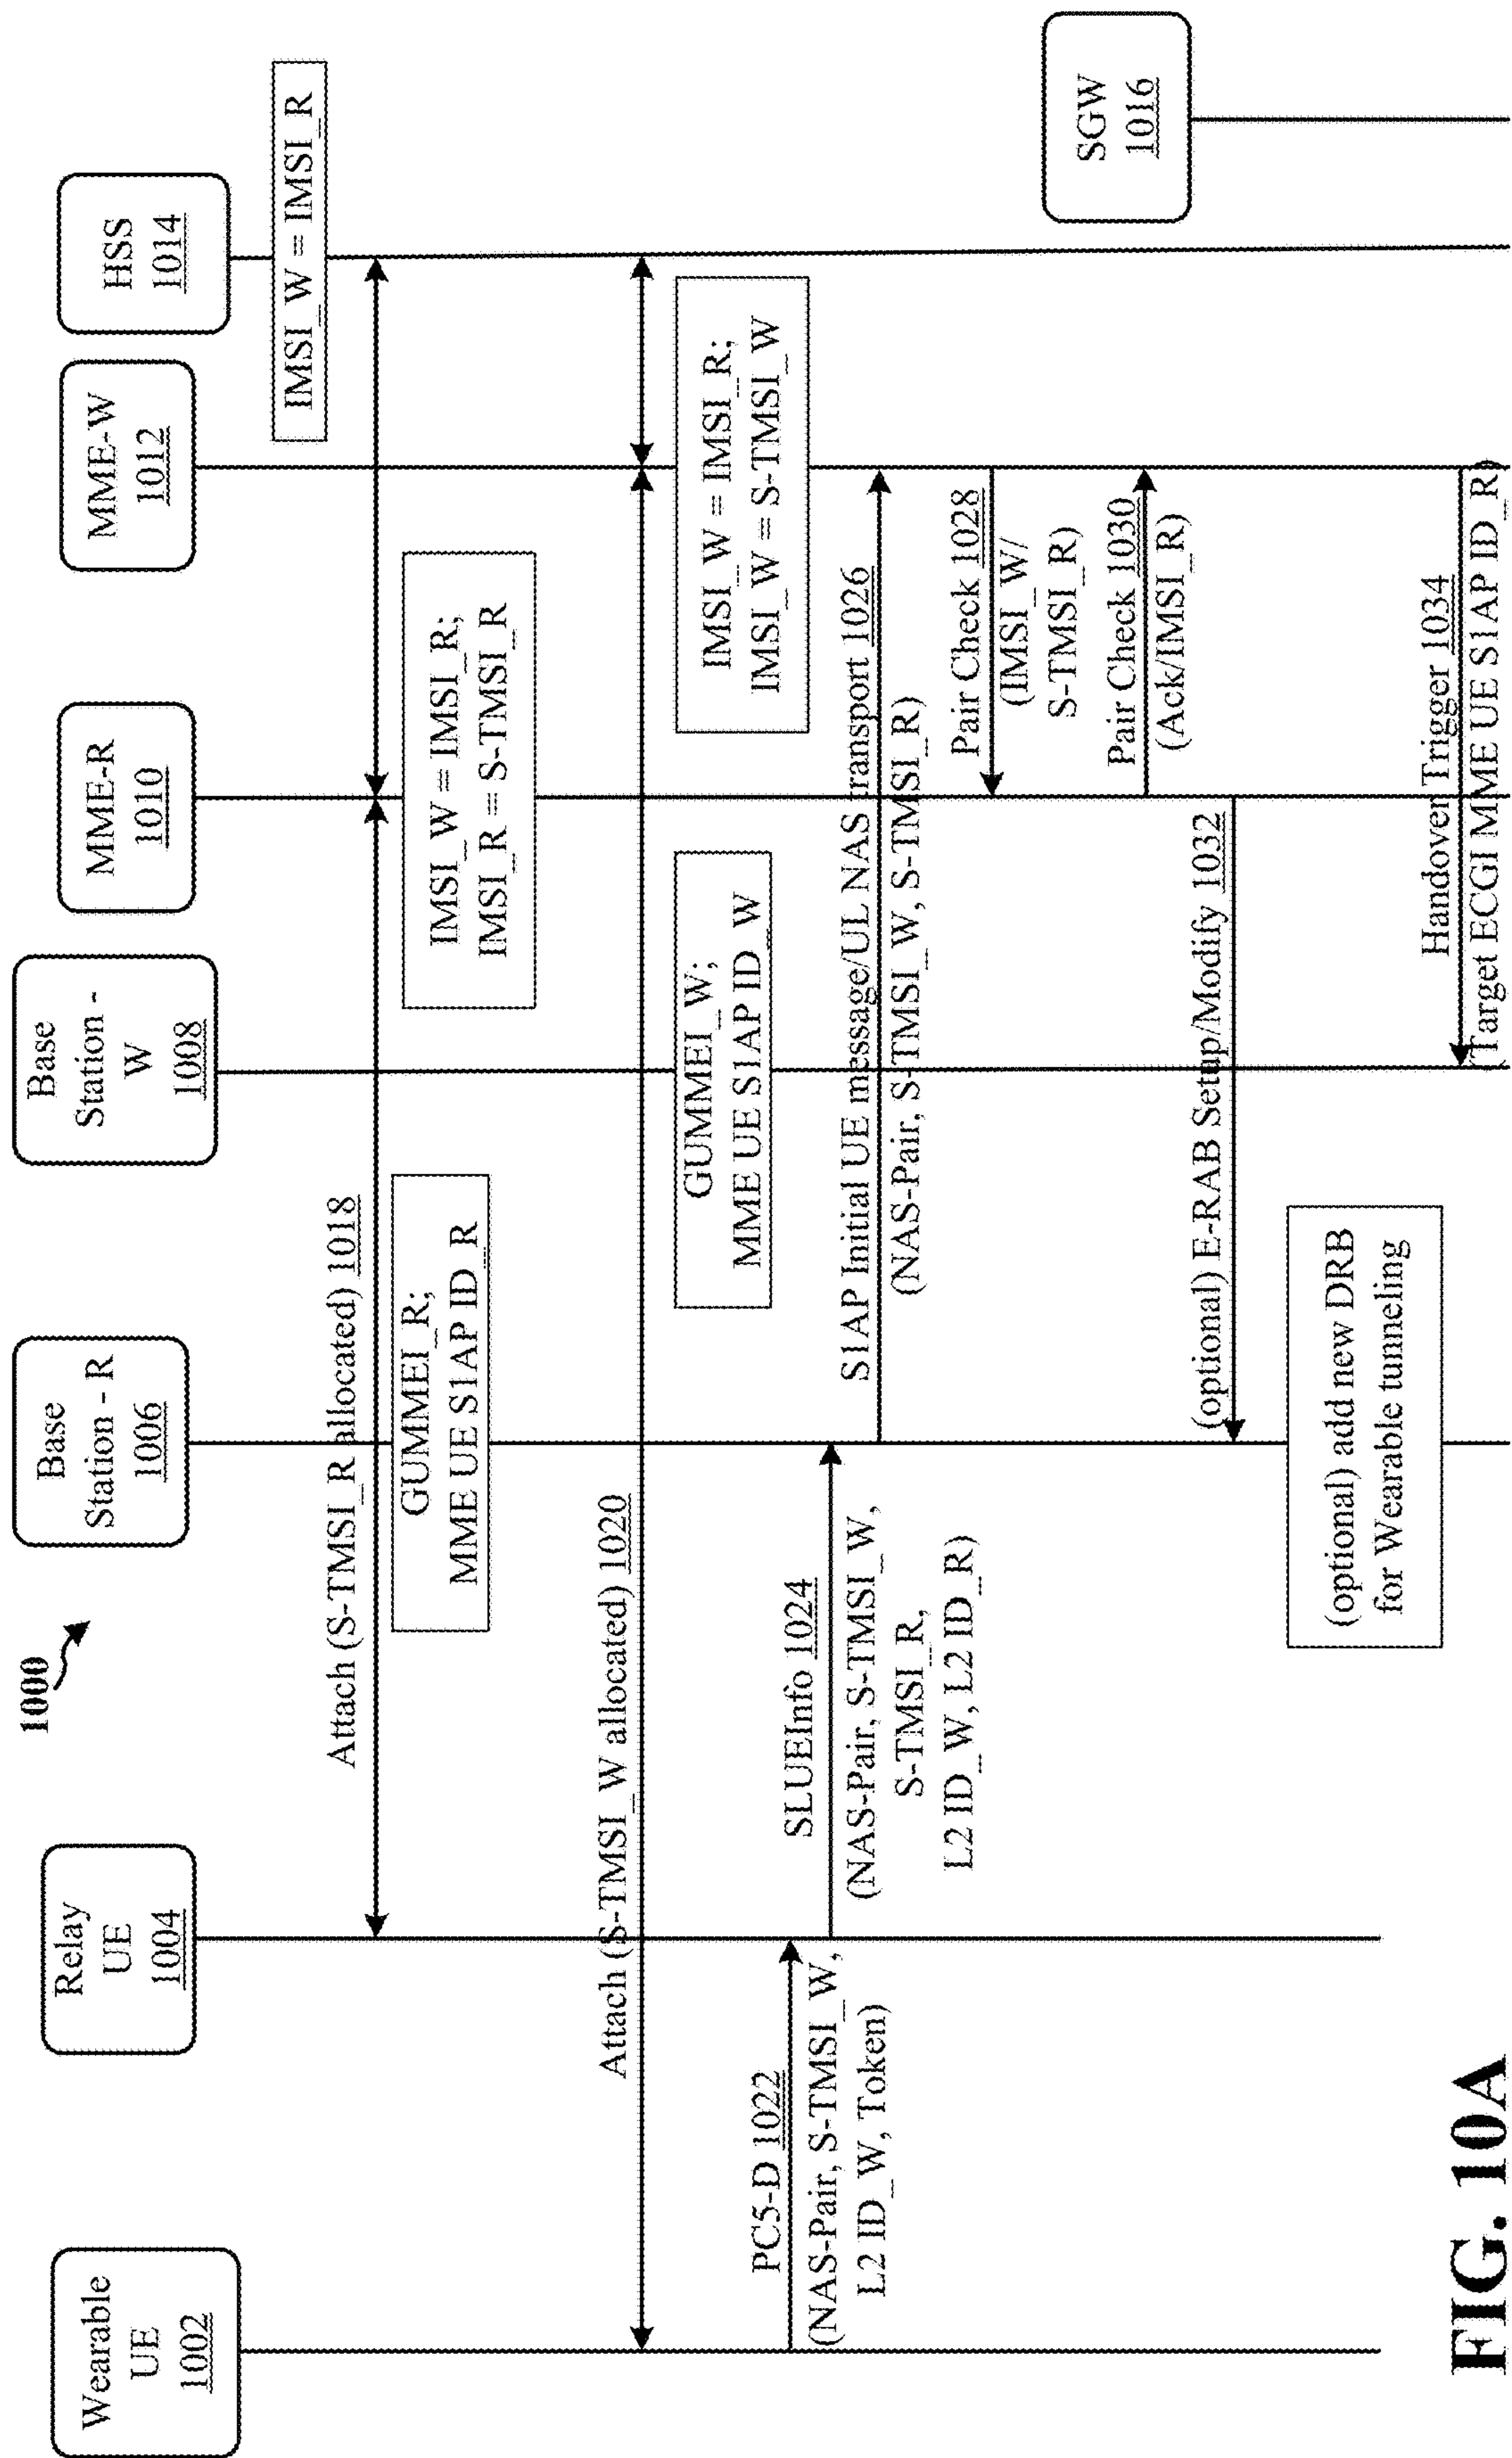 1000
Wearable
UE
1002
Relay
UE
1004
Base
Station - R
1006
Base
Station -
W
1008
MME-R
1010
MME-W
1012
HSS
1014
IMSI_W = IMSI_R
Attach (S-TMSI_R allocated) 1018
GUMMEI_R;
MME UE S1AP ID_R
IMSI_W = IMSI_R;
IMSI_R = S-TMSI_R
Attach (S-TMSI_W allocated) 1020
GUMMEI_W;
MME UE S1AP ID_W
IMSI_W = IMSI_R;
IMSI_W = S-TMSI_W
PC5-D 1022
(NAS-Pair, S-TMSI_W,
L2 ID_W, Token)
SLUEInfo 1024
(NAS-Pair, S-TMSI_W,
S-TMSI_R,
L2 ID_W, L2 ID_R)
S1AP Initial UE message/UL NAS transport 1026
(NAS-Pair, S-TMSI_W, S-TMSI_R)
Pair Check 1028
(IMSI_W/
S-TMSI_R)
Pair Check 1030
(Ack/IMSI_R)
SGW
1016
(optional) E-RAB Setup/Modify 1032
(optional) add new DRB
for Wearable tunneling
Handover Trigger 1034
(Target ECGI MME UE S1AP ID_R)
FIG. 10A